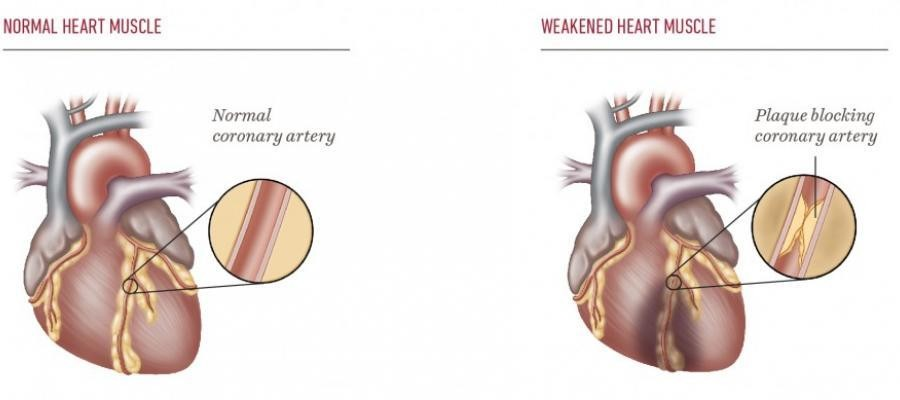 NORMAL HEART MUSCLE
Normal
coronary artery
WEAKENED HEART MUSCLE
Plaque blocking
coronary artery